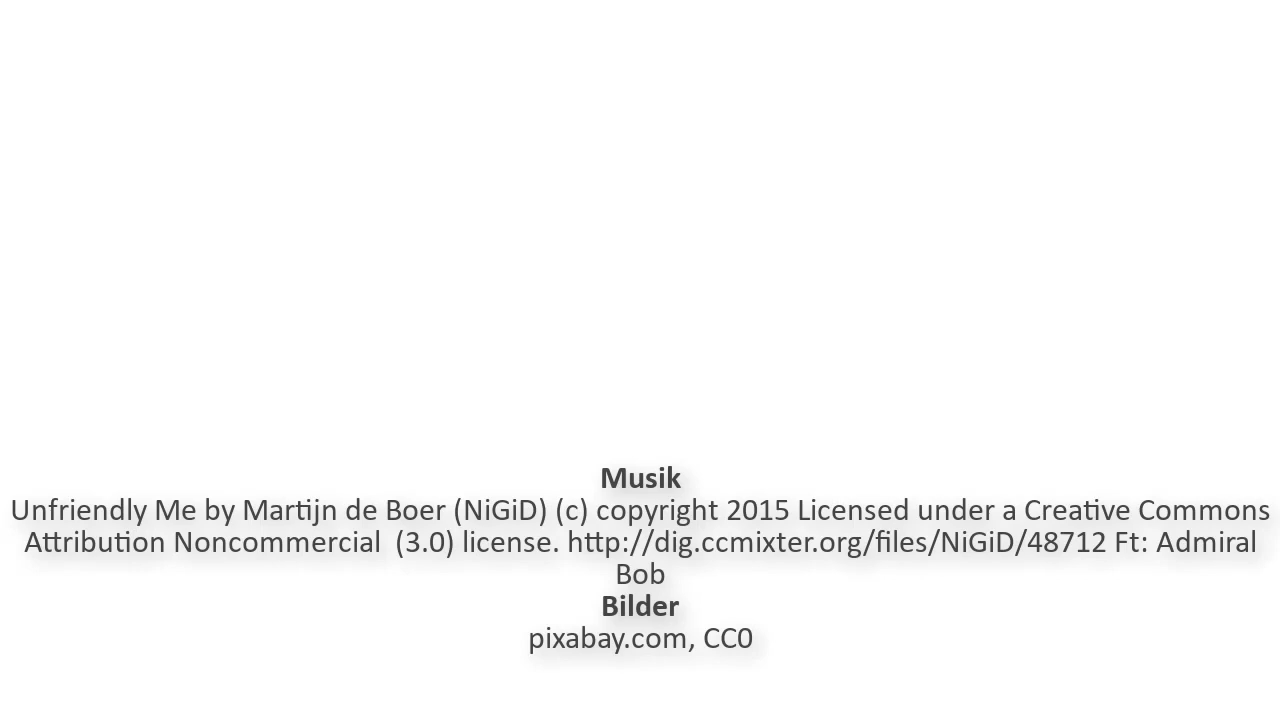 Musik
Unfriendly Me by Martijn de Boer (NiGiD) (c) copyright 2015 Licensed under a Creative Commons
Attribution Noncommercial  (3.0) license. http://dig.ccmixter.org/files/NiGiD/48712 Ft: Admiral
Bob
Bilder
pixabay.com, CC0